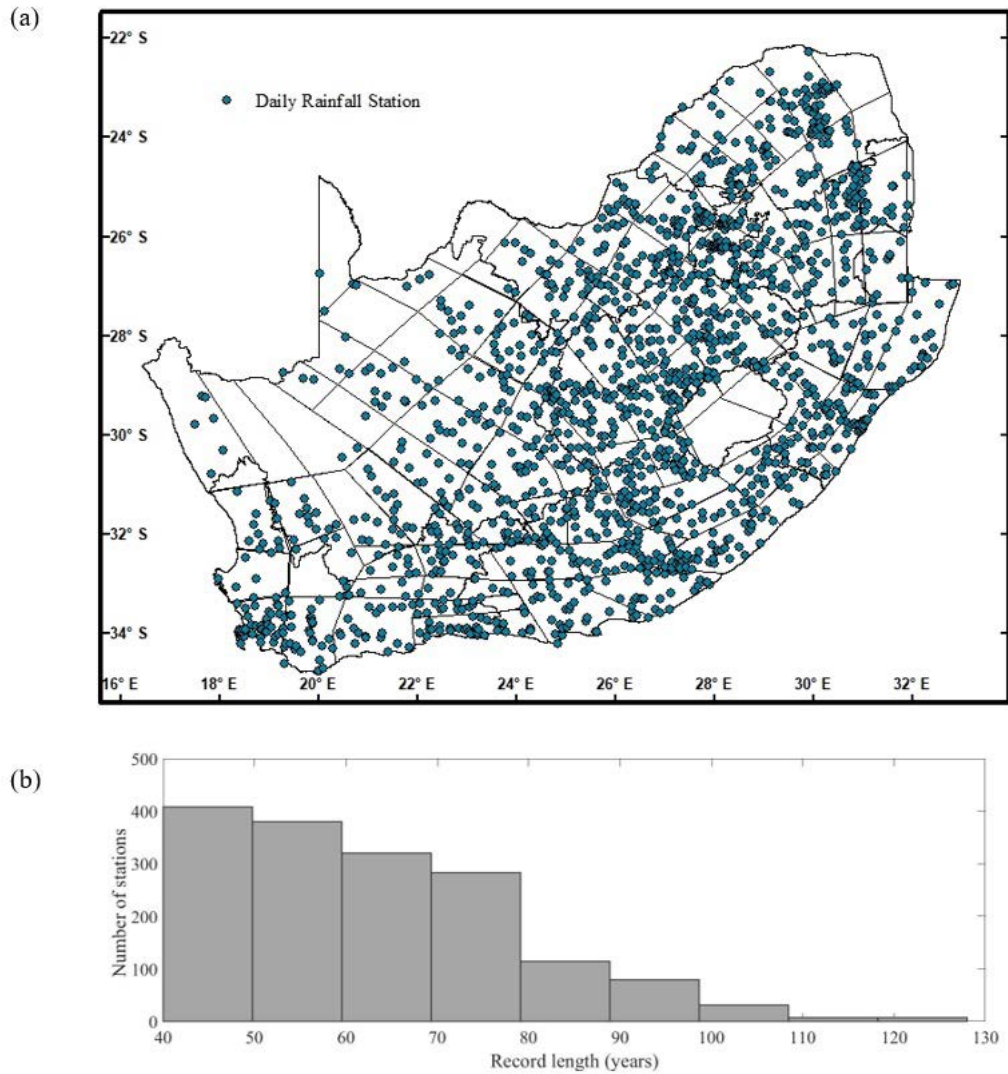 (a)
22° S
Daily Rainfall Station
24° S
26° S
28° S
30° S
32° S
34° S
16° E 18° E 20° E 22° E 24° E 26° E 28° E 30° E 32° E
(b)
500
400
300
200
100
0
Number of stations
40 50 60 70 80 90 100 110 120 130
Record length (years)